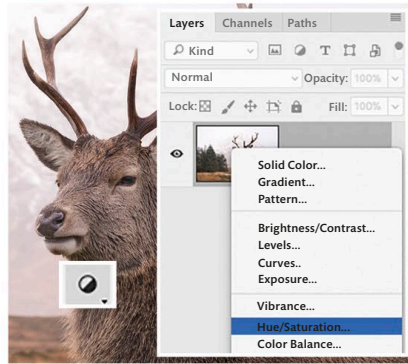 Layers Channels Paths
Kind
Normal Opacity: 100%
Lock: Fill: 100%
Solid Color...
Gradient...
Pattern...
Brightness/Contrast...
Levels...
Curves..
Exposure...
Vibrance...
Hue/Saturation...
Color Balance...